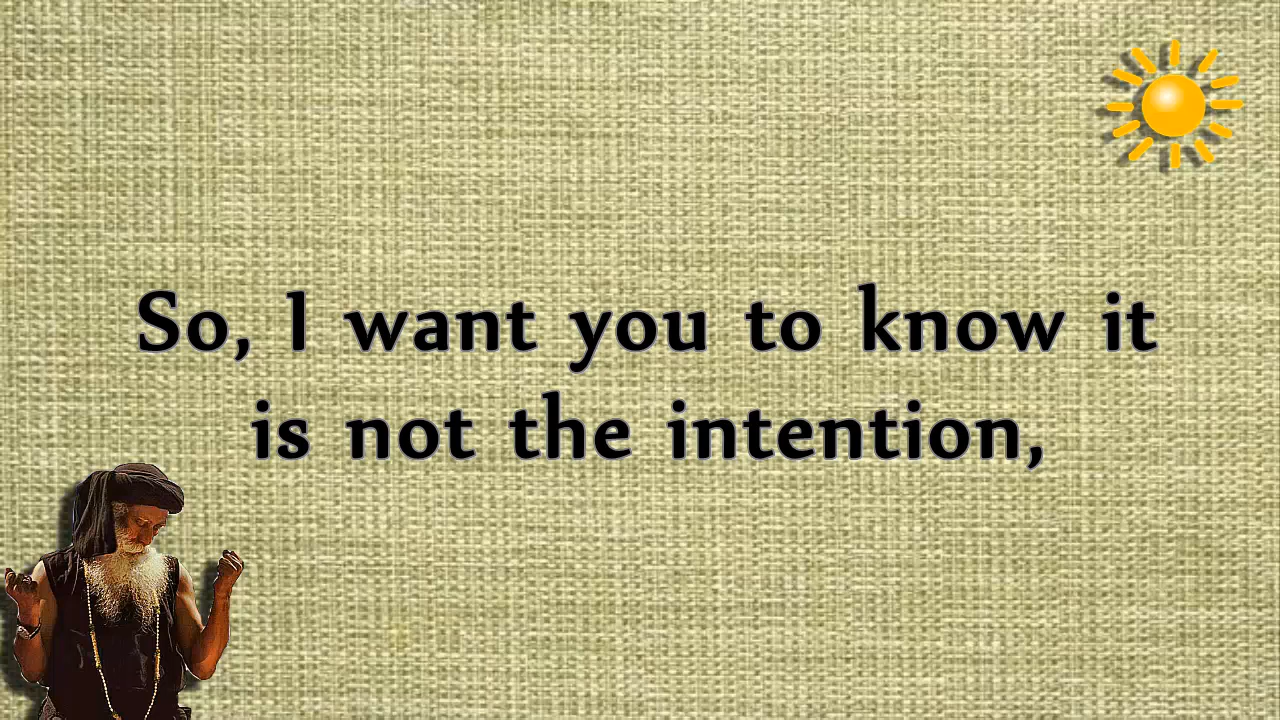 So, I want you to know it
is not the intention,